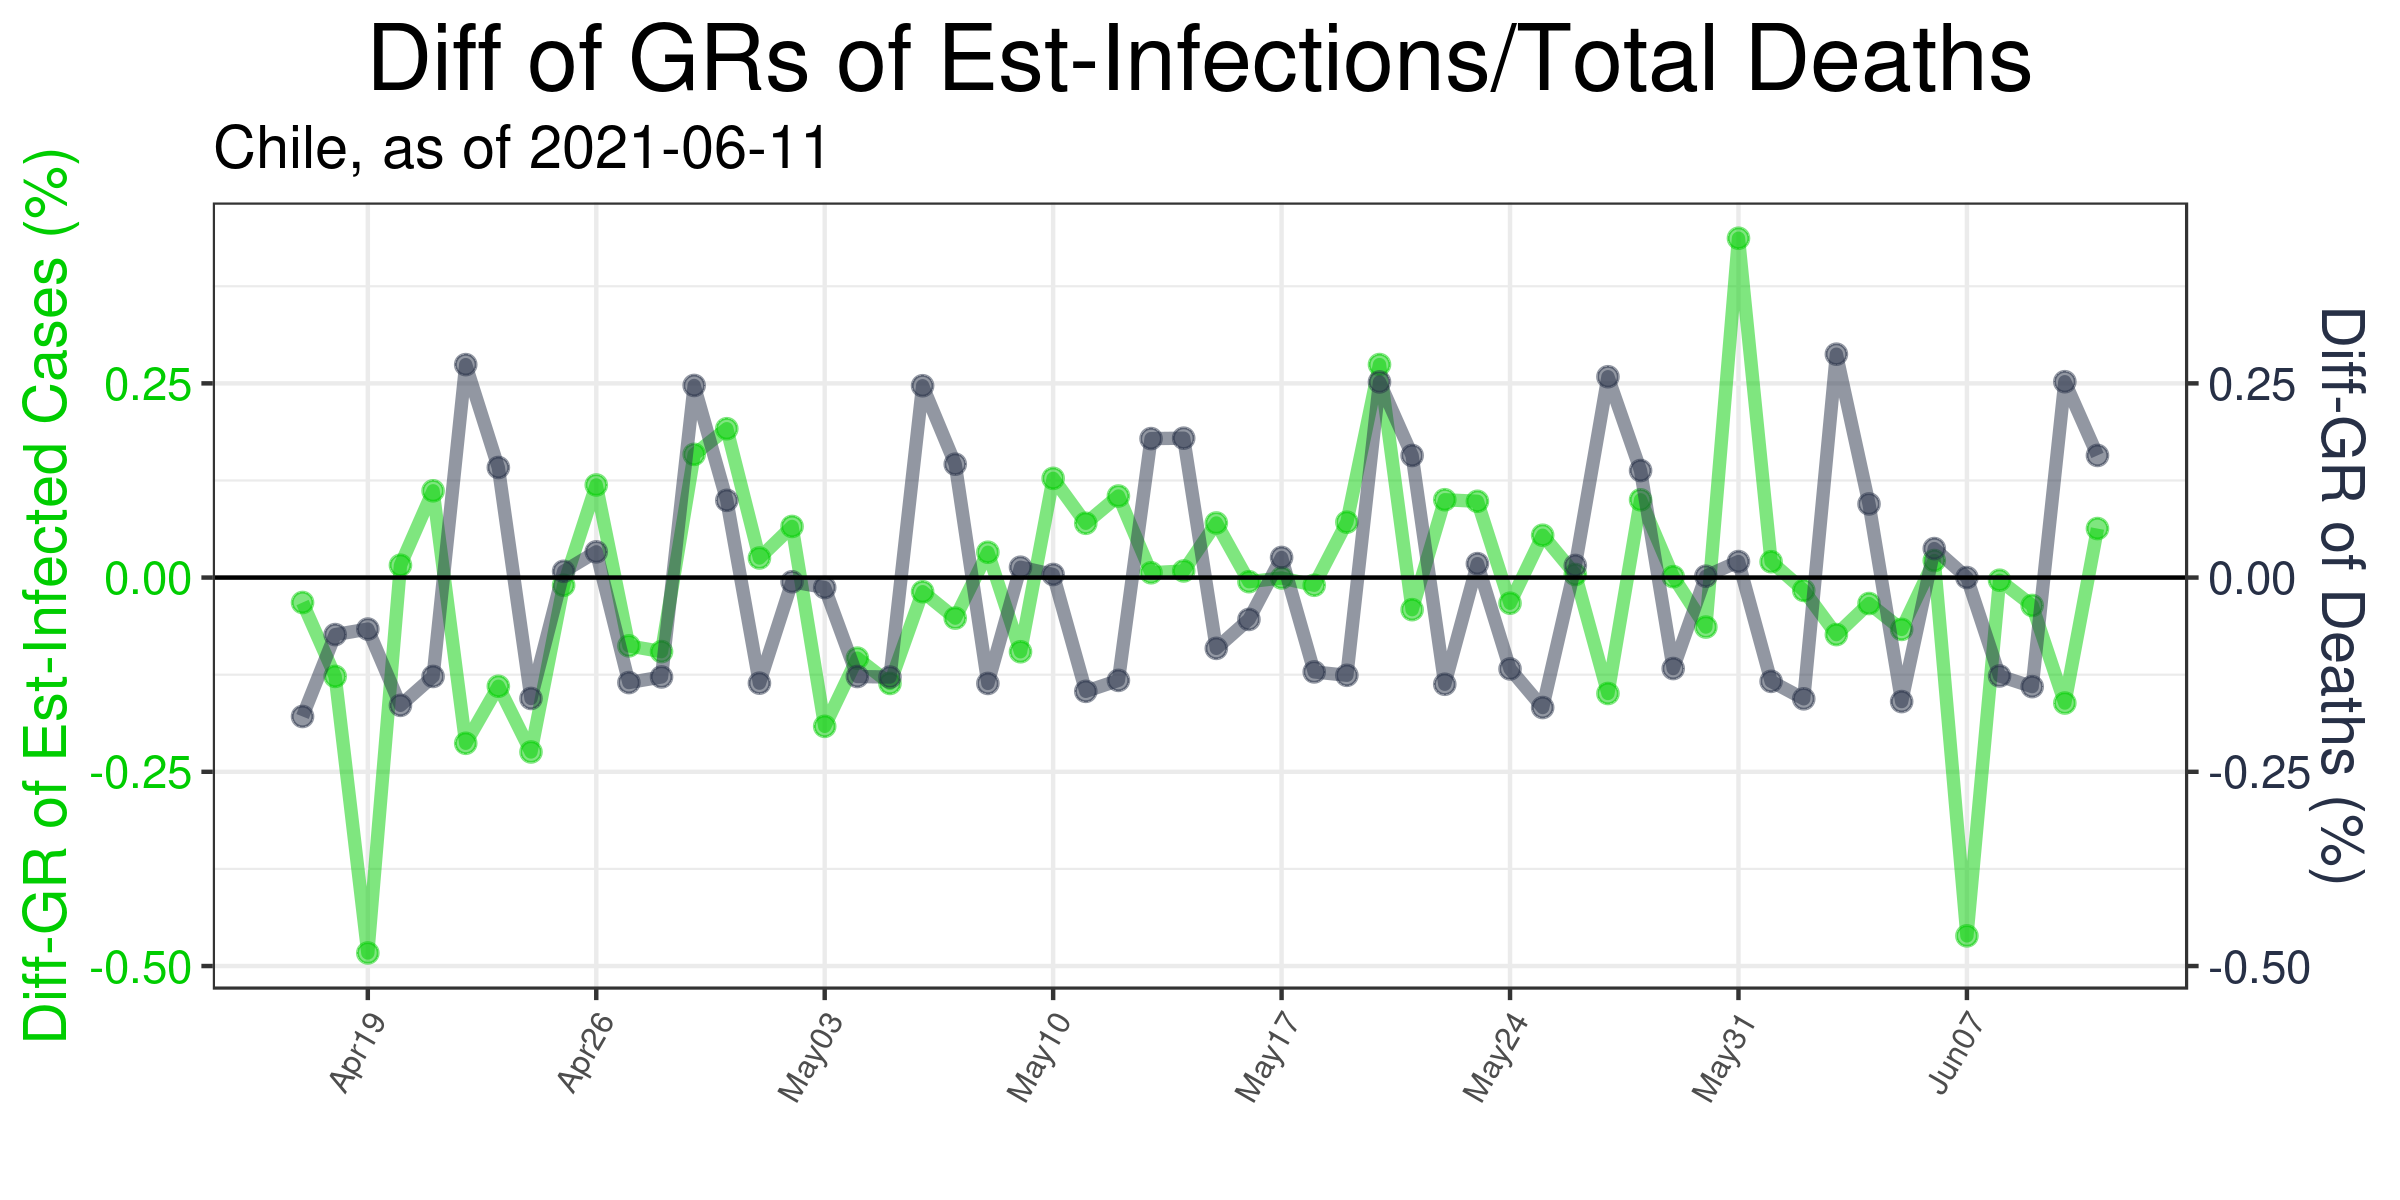 Diff of GRs of Est-Infections/Total Deaths
Chile, as of 2021-06-11
Diff-GR of Est-Infected Cases (%)
0.25
0.00
-0.25
-0.50
0.25
0.00
-0.25
-0.50
Diff-GR of Deaths (%)
Apr19
Apr26
May03
May10
May17
May24
May31
Jun07